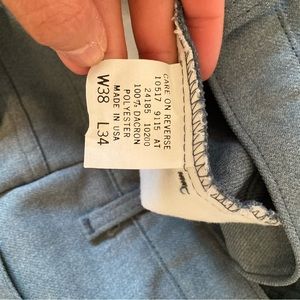 CARE ON REVERSE
10517 9115 AT
24185 10200
100% DACRON
POLYESTER
MADE IN USA
W38 L34